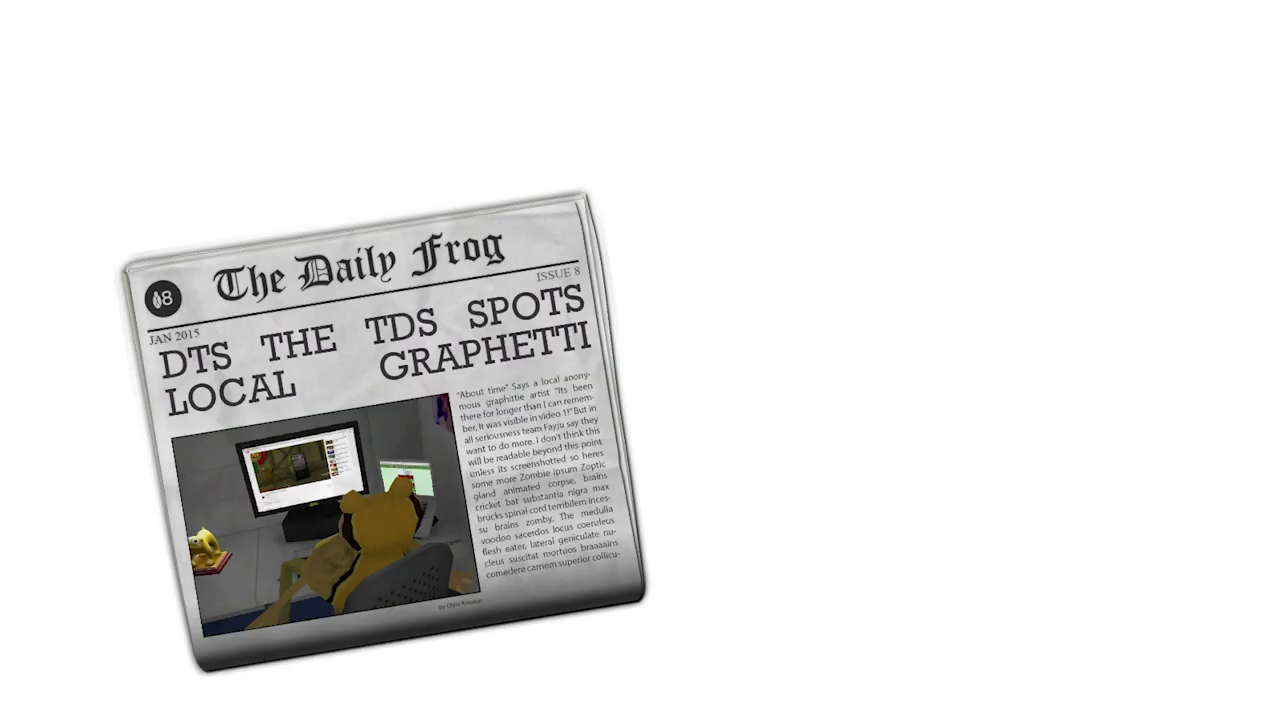 The Daily Frog
8
ISSUE 8
JAN 2015
DTS THE TDS SPOTS
LOCAL GRAPHETTI
"About time" Says a local anony-
mous graphittie artist "Its been
there for longer than I can remem-
ber, It was visible in video 1!" But in
all seriousness team Fayju say they
want to do more. I don't think this
will be readable beyond this point
unless its screenshotted so heres
some more Zombie ipsum Zoptic
gland animated corpse, brains
cricket bat substantia nigra max
brucks spinal cord terribilem inces-
su brains zomby. The medulla
voodoo sacerdos locus coeruleus
flesh eater, lateral geniculate nu-
cleus suscitat mortuos braaaains
comedere carnem superior collicu-
by Chris